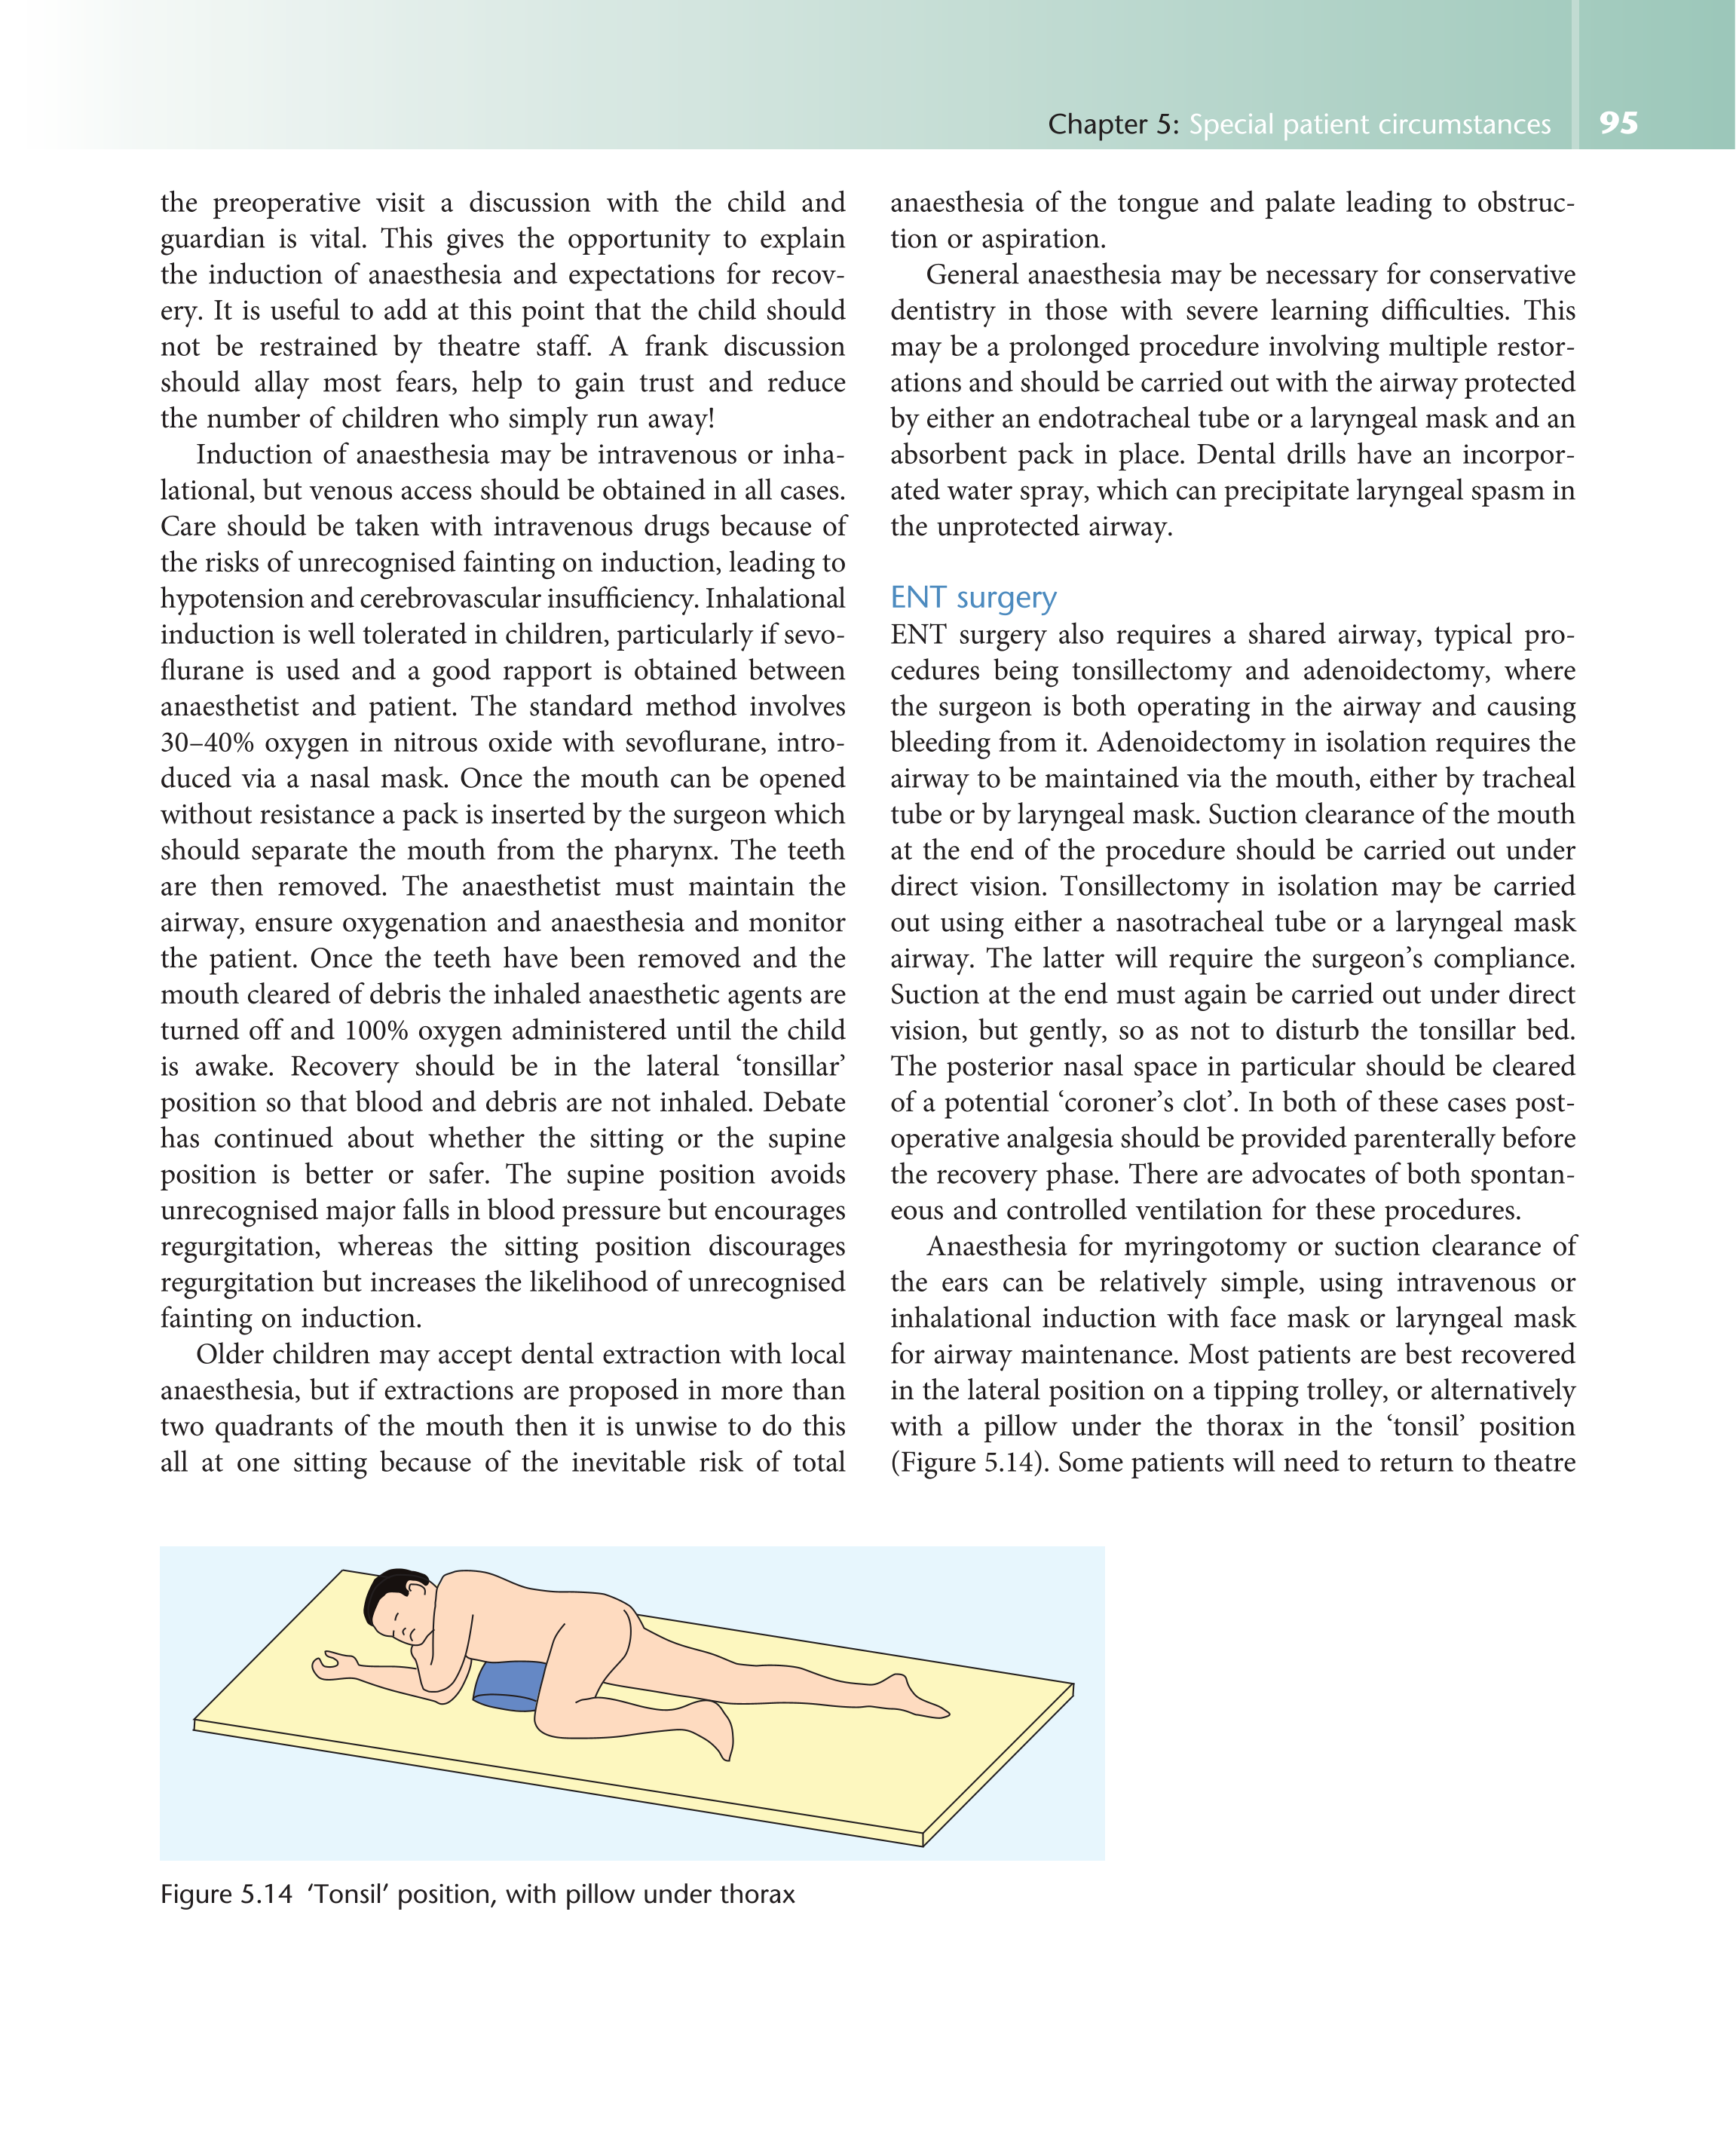 Chapter 5: Special patient circumstances 95
the preoperative visit a discussion with the child and
guardian is vital. This gives the opportunity to explain
the induction of anaesthesia and expectations for recov-
ery. It is useful to add at this point that the child should
not be restrained by theatre staff. A frank discussion
should allay most fears, help to gain trust and reduce
the number of children who simply run away!
Induction of anaesthesia may be intravenous or inha-
lational, but venous access should be obtained in all cases.
Care should be taken with intravenous drugs because of
the risks of unrecognised fainting on induction, leading to
hypotension and cerebrovascular insufficiency. Inhalational
induction is well tolerated in children, particularly if sevo-
flurane is used and a good rapport is obtained between
anaesthetist and patient. The standard method involves
30–40% oxygen in nitrous oxide with sevoflurane, intro-
duced via a nasal mask. Once the mouth can be opened
without resistance a pack is inserted by the surgeon which
should separate the mouth from the pharynx. The teeth
are then removed. The anaesthetist must maintain the
airway, ensure oxygenation and anaesthesia and monitor
the patient. Once the teeth have been removed and the
mouth cleared of debris the inhaled anaesthetic agents are
turned off and 100% oxygen administered until the child
is awake. Recovery should be in the lateral ‘tonsillar’
position so that blood and debris are not inhaled. Debate
has continued about whether the sitting or the supine
position is better or safer. The supine position avoids
unrecognised major falls in blood pressure but encourages
regurgitation, whereas the sitting position discourages
regurgitation but increases the likelihood of unrecognised
fainting on induction.
Older children may accept dental extraction with local
anaesthesia, but if extractions are proposed in more than
two quadrants of the mouth then it is unwise to do this
all at one sitting because of the inevitable risk of total
anaesthesia of the tongue and palate leading to obstruc-
tion or aspiration.
General anaesthesia may be necessary for conservative
dentistry in those with severe learning difficulties. This
may be a prolonged procedure involving multiple restor-
ations and should be carried out with the airway protected
by either an endotracheal tube or a laryngeal mask and an
absorbent pack in place. Dental drills have an incorpor-
ated water spray, which can precipitate laryngeal spasm in
the unprotected airway.
ENT surgery
ENT surgery also requires a shared airway, typical pro-
cedures being tonsillectomy and adenoidectomy, where
the surgeon is both operating in the airway and causing
bleeding from it. Adenoidectomy in isolation requires the
airway to be maintained via the mouth, either by tracheal
tube or by laryngeal mask. Suction clearance of the mouth
at the end of the procedure should be carried out under
direct vision. Tonsillectomy in isolation may be carried
out using either a nasotracheal tube or a laryngeal mask
airway. The latter will require the surgeon’s compliance.
Suction at the end must again be carried out under direct
vision, but gently, so as not to disturb the tonsillar bed.
The posterior nasal space in particular should be cleared
of a potential ‘coroner’s clot’. In both of these cases post-
operative analgesia should be provided parenterally before
the recovery phase. There are advocates of both spontan-
eous and controlled ventilation for these procedures.
Anaesthesia for myringotomy or suction clearance of
the ears can be relatively simple, using intravenous or
inhalational induction with face mask or laryngeal mask
for airway maintenance. Most patients are best recovered
in the lateral position on a tipping trolley, or alternatively
with a pillow under the thorax in the ‘tonsil’ position
(Figure 5.14). Some patients will need to return to theatre
Figure 5.14 ‘Tonsil’ position, with pillow under thorax